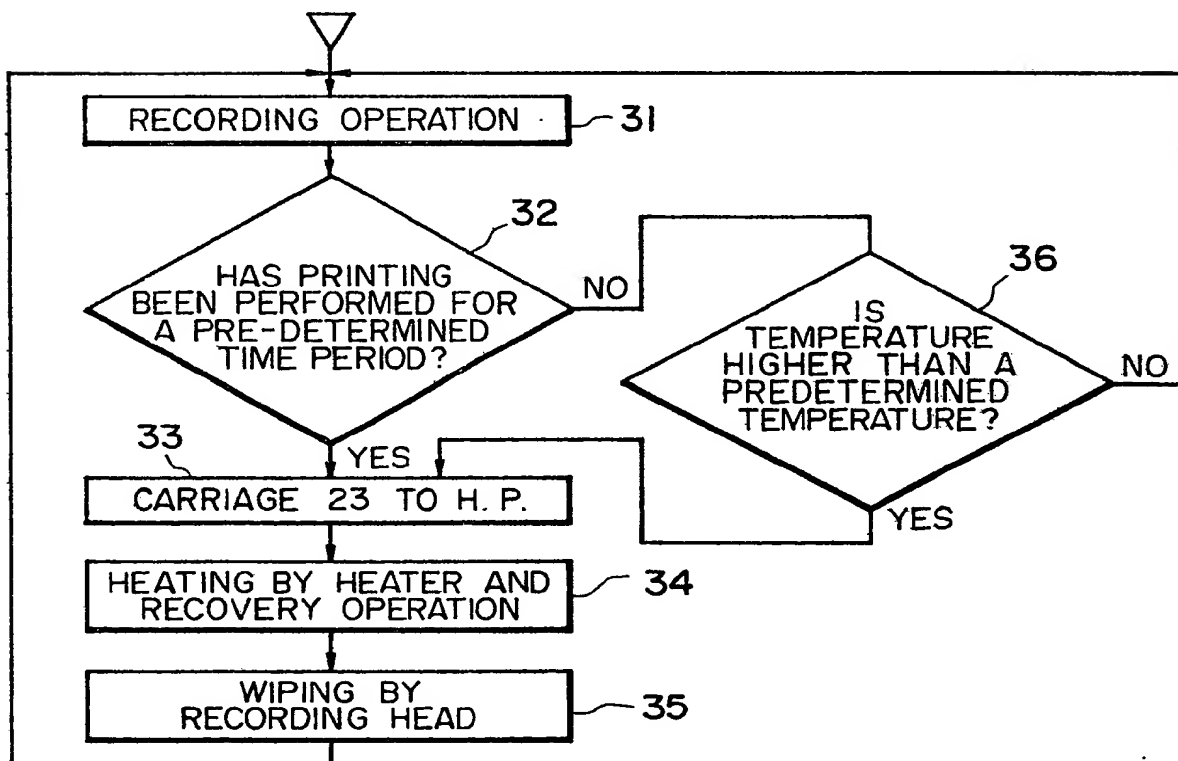 RECORDING OPERATION
31
32
HAS PRINTING
BEEN PERFORMED FOR
A PRE-DETERMINED
TIME PERIOD?
NO
36
IS
TEMPERATURE
HIGHER THAN A
PREDETERMINED
TEMPERATURE?
NO
33
YES
YES
CARRIAGE 23 TO H. P.
HEATING BY HEATER AND
RECOVERY OPERATION
34
WIPING BY
RECORDING HEAD
35